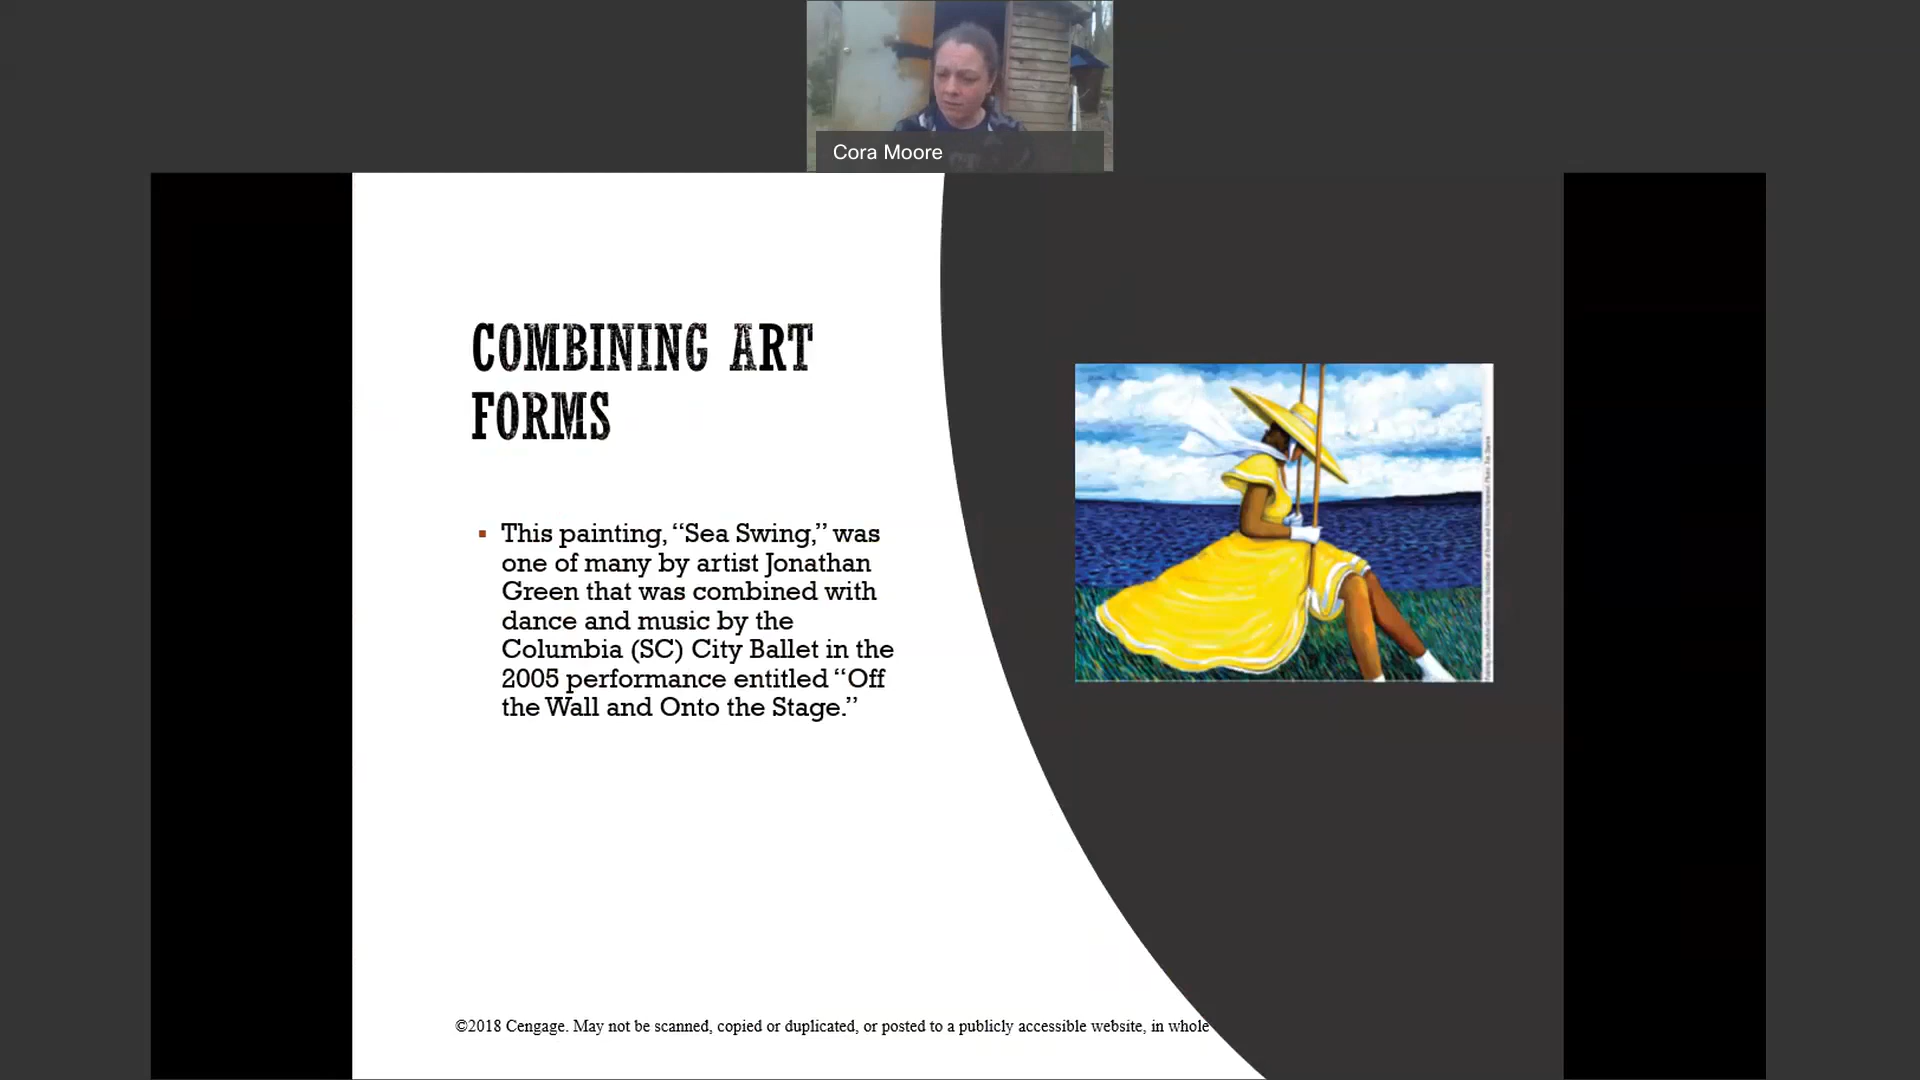 Cora Moore
COMBINING ART
FORMS
▪ This painting, “Sea Swing,” was
one of many by artist Jonathan
Green that was combined with
dance and music by the
Columbia (SC) City Ballet in the
2005 performance entitled “Off
the Wall and Onto the Stage.”
©2018 Cengage. May not be scanned, copied or duplicated, or posted to a publicly accessible website, in whole